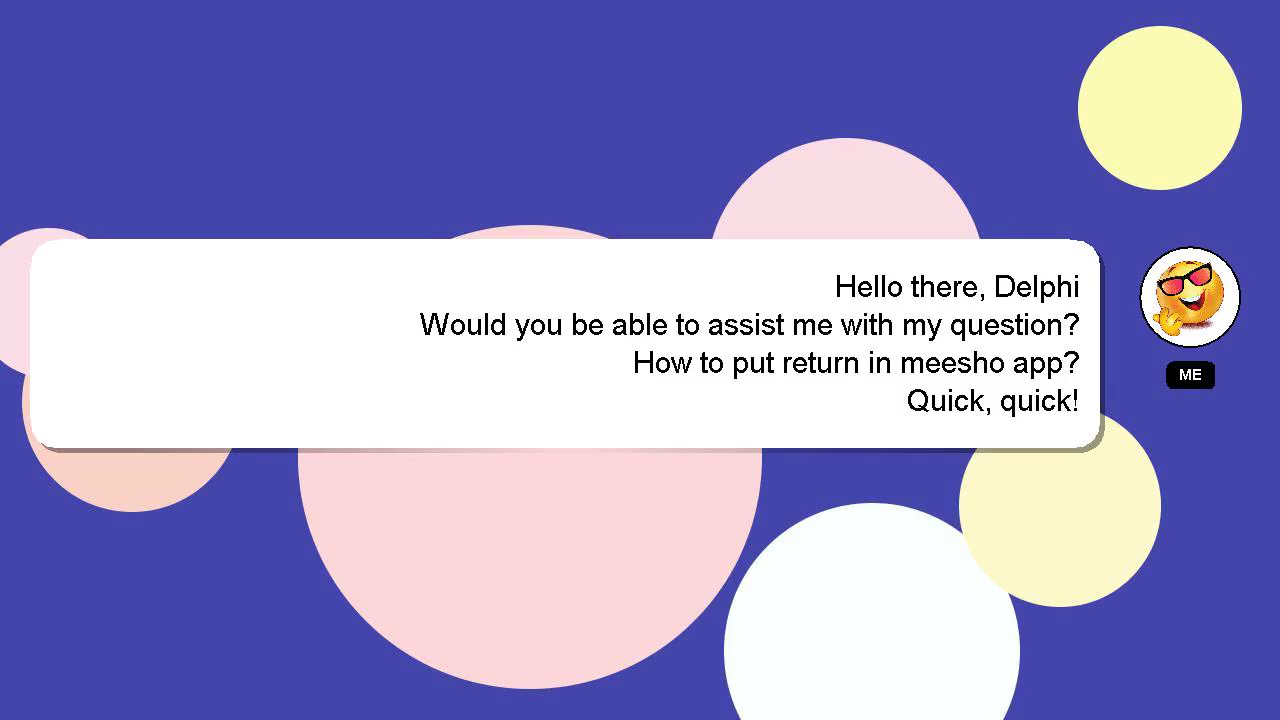 Hello there, Delphi
Would you be able to assist me with my question?
How to put return in meesho app?
Quick, quick!
ME